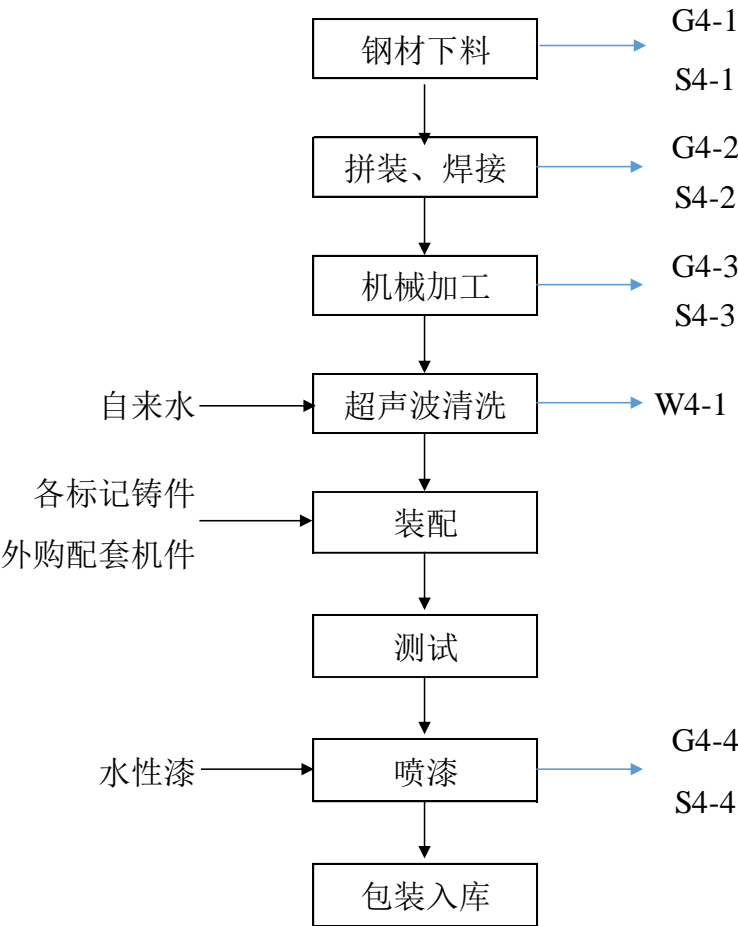 G4-1
钢材下料
S4-1
G4-2
拼装、焊接
S4-2
G4-3
机械加工
S4-3
自来水
超声波清洗
W4-1
各标记铸件
装配
外购配套机件
测试
G4-4
水性漆
喷漆
S4-4
包装入库